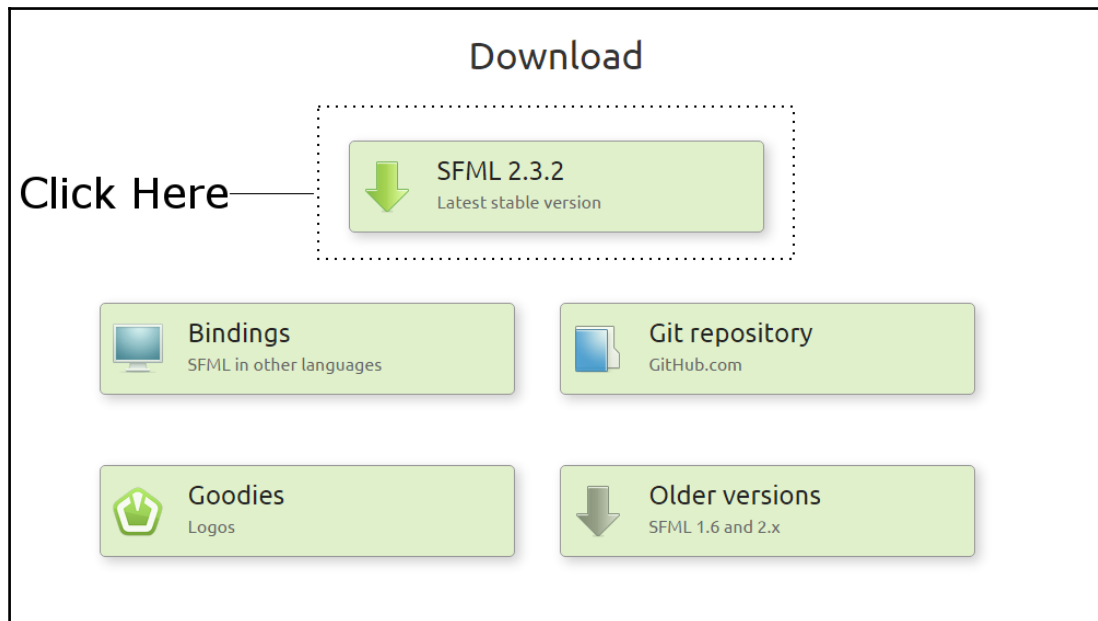 Download
Click Here
SFML 2.3.2
Latest stable version
Bindings
SFML in other languages
Git repository
GitHub.com
Goodies
Logos
Older versions
SFML 1.6 and 2.x